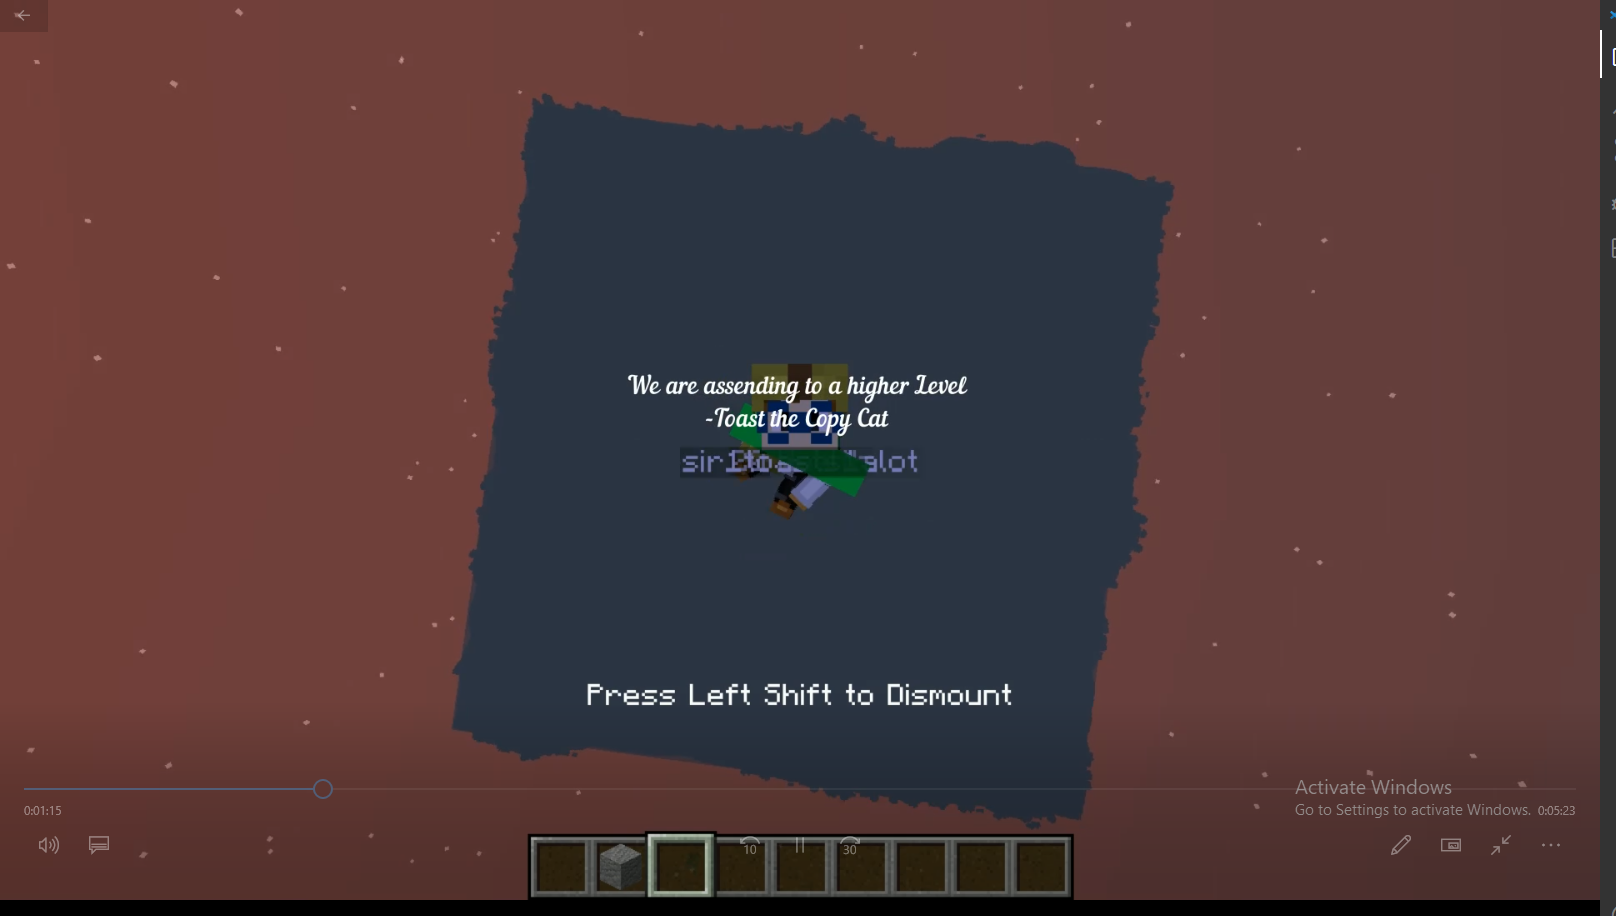 We are assending to a higher Level
-Toast the Copy Cat
Press Left Shift to Dismount
Activate Windows
Go to Settings to activate Windows.
0:01:15
0:05:23
10
30